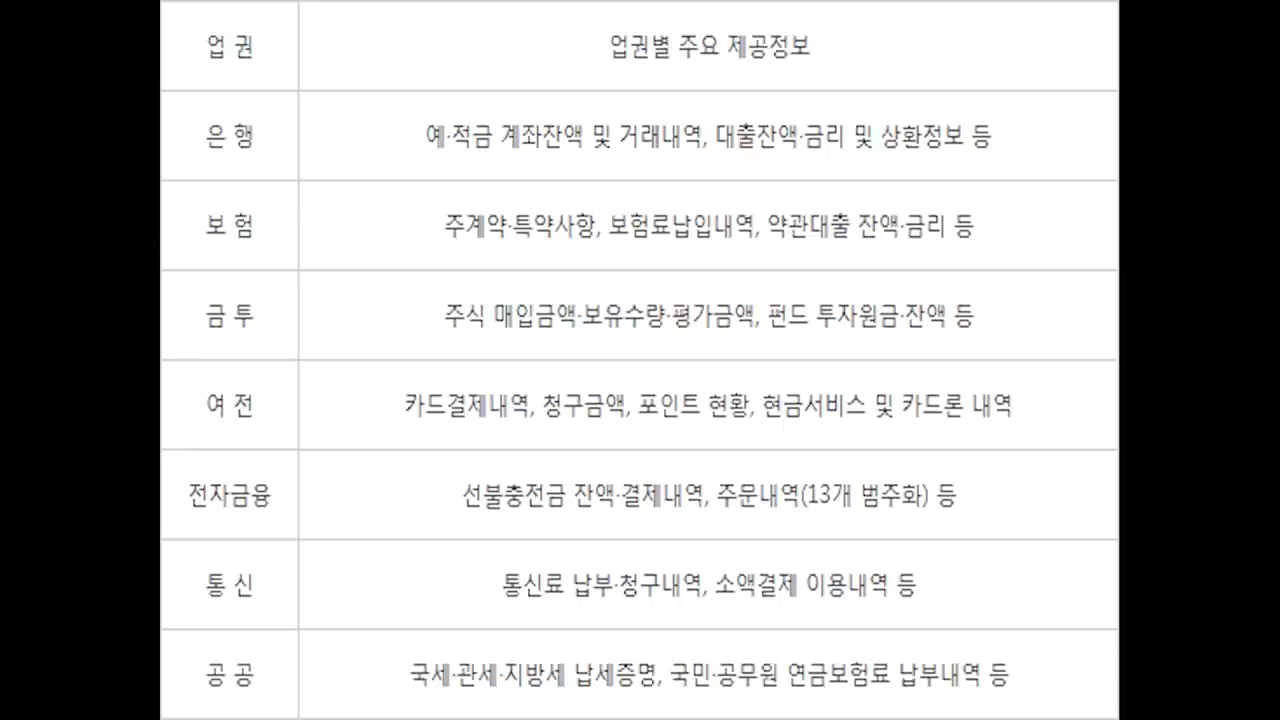 업 권 업권별 주요 제공정보
은 행 예·적금 계좌잔액 및 거래내역, 대출잔액·금리 및 상환정보 등
보 험 주계약·특약사항, 보험료납입내역, 약관대출 잔액·금리 등
금 투 주식 매입금액·보유수량·평가금액, 펀드 투자원금·잔액 등
여 전 카드결제내역, 청구금액, 포인트 현황, 현금서비스 및 카드론 내역
전자금융 선불충전금 잔액·결제내역, 주문내역(13개 범주화) 등
통 신 통신료 납부·청구내역, 소액결제 이용내역 등
공 공 국세·관세·지방세 납세증명, 국민·공무원 연금보험료 납부내역 등